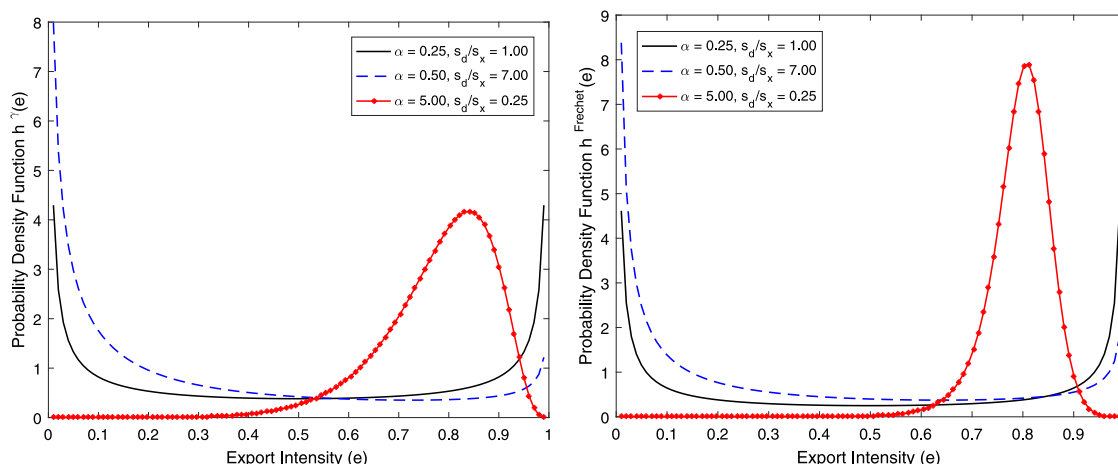 8
7
6
5
4
3
2
1
0
Probability Density Function h^γ(e)
α = 0.25, s_d/s_x = 1.00
α = 0.50, s_d/s_x = 7.00
α = 5.00, s_d/s_x = 0.25
0 0.1 0.2 0.3 0.4 0.5 0.6 0.7 0.8 0.9 1
Export Intensity (e)
9
8
7
6
5
4
3
2
1
0
Probability Density Function h^Frechet(e)
α = 0.25, s_d/s_x = 1.00
α = 0.50, s_d/s_x = 7.00
α = 5.00, s_d/s_x = 0.25
0 0.1 0.2 0.3 0.4 0.5 0.6 0.7 0.8 0.9
Export Intensity (e)